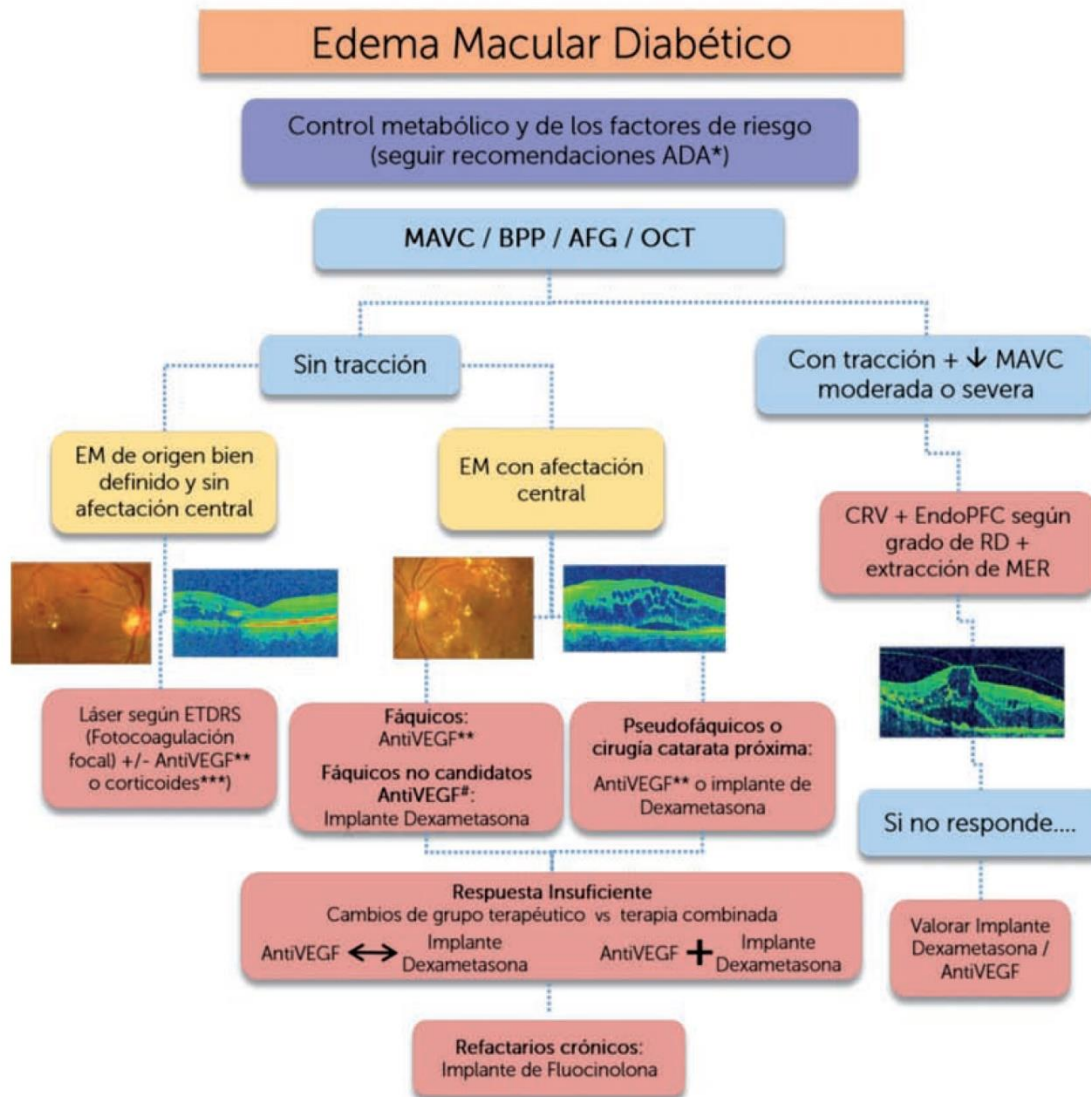 Edema Macular Diabético
Control metabólico y de los factores de riesgo
(seguir recomendaciones ADA*)
MAVC / BPP / AFG / OCT
Sin tracción
Con tracción + ↓ MAVC
moderada o severa
EM de origen bien
definido y sin
afectación central
EM con afectación
central
CRV + EndoPFC según
grado de RD +
extracción de MER
Láser según ETDRS
(Fotocoagulación
focal) +/- AntiVEGF**
o corticoides***)
Fáquicos:
AntiVEGF**
Fáquicos no candidatos
AntiVEGF#:
Implante Dexametasona
Pseudofáquicos o
cirugía catarata próxima:
AntiVEGF** o implante de
Dexametasona
Si no responde....
Respuesta Insuficiente
Cambios de grupo terapéutico vs terapia combinada
AntiVEGF ↔ Implante
Dexametasona
AntiVEGF + Implante
Dexametasona
Valorar Implante
Dexametasona /
AntiVEGF
Refactarios crónicos:
Implante de Fluocinolona